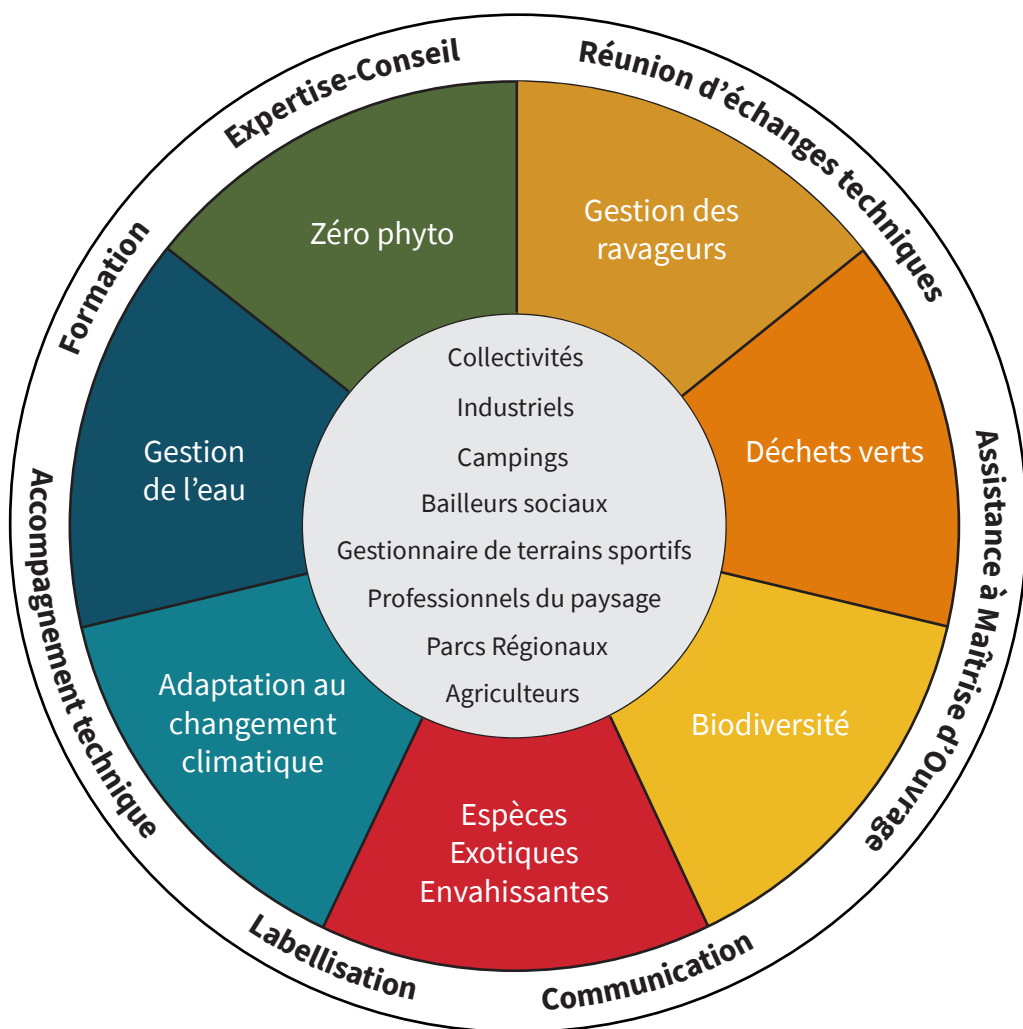 Expertise-Conseil
Réunion d'échanges techniques
Assistance à Maîtrise d'Ouvrage
Communication
Labellisation
Accompagnement technique
Formation
Zéro phyto
Gestion des
ravageurs
Déchets verts
Biodiversité
Espèces
Exotiques
Envahissantes
Adaptation au
changement
climatique
Gestion
de l'eau
Collectivités
Industriels
Campings
Bailleurs sociaux
Gestionnaire de terrains sportifs
Professionnels du paysage
Parcs Régionaux
Agriculteurs